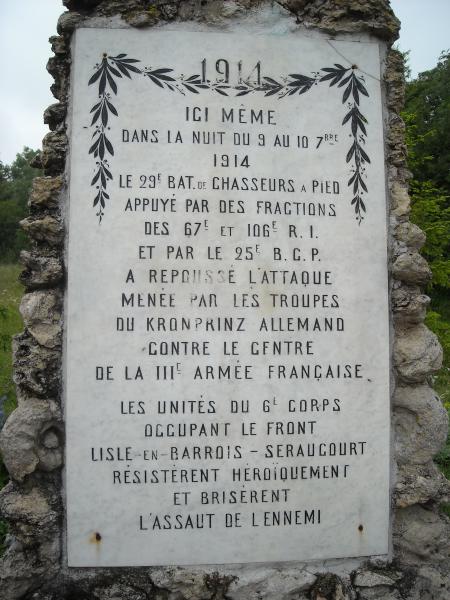 1914
ICI MÊME
DANS LA NUIT DU 9 AU 10 7BRE
1914
LE 29E BAT. DE CHASSEURS A PIED
APPUYÉ PAR DES FRACTIONS
DES 67E ET 106E R. I.
ET PAR LE 25E B. C. P.
A REPOUSSÉ L'ATTAQUE
MENÉE PAR LES TROUPES
DU KRONPRINZ ALLEMAND
CONTRE LE CENTRE
DE LA IIIE ARMÉE FRANÇAISE
LES UNITÉS DU 6E CORPS
OCCUPANT LE FRONT
LISLE-EN-BARROIS - SERAUCOURT
RÉSISTÈRENT HÉROÏQUEMENT
ET BRISÈRENT
L'ASSAUT DE L'ENNEMI